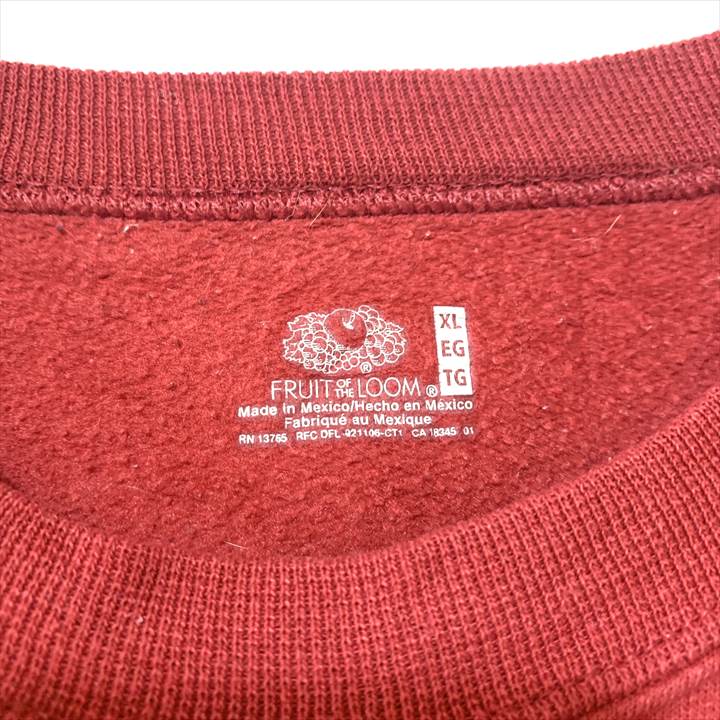 XL
EG
TG
®
FRUIT OF THE LOOM ®
Made in Mexico/Hecho en México
Fabriqué au Mexique
RN 13765 RFC DFL-921106-CT1 CA 18345 01